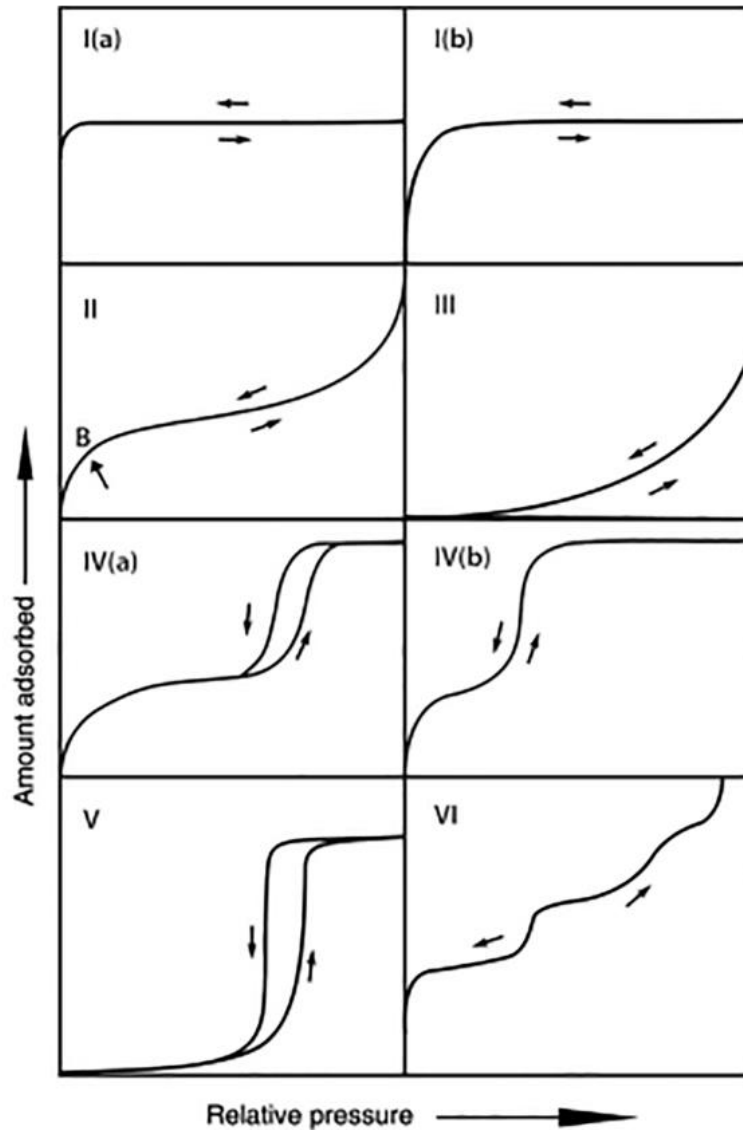 I(a)
I(b)
II
III
B
IV(a)
IV(b)
V
VI
Amount adsorbed
Relative pressure